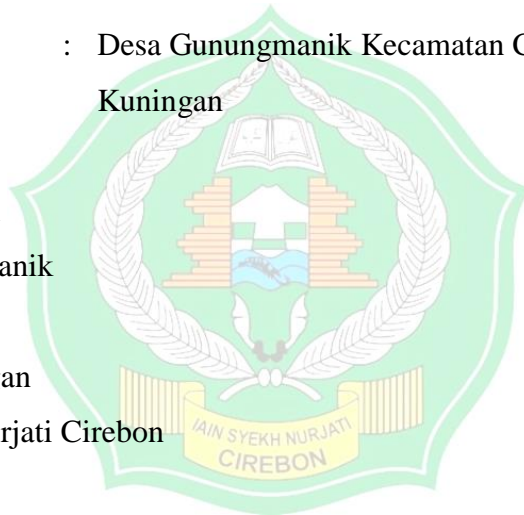 : Desa Gunungmanik Kecamatan
Kuningan
anik
an
rjati Cirebon
IAIN SYEKH NURJATI
CIREBON